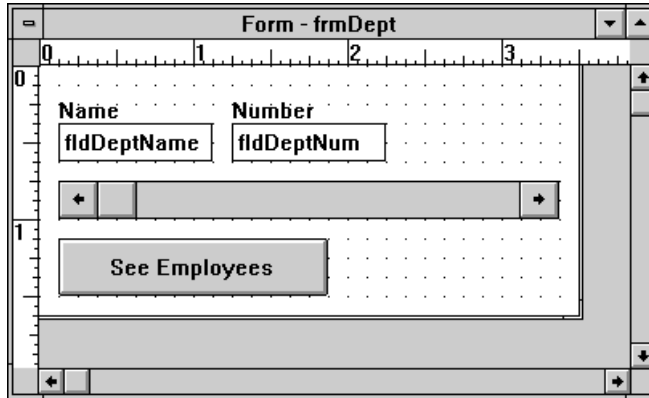 Form - frmDept
0 1 2 3
0
Name Number
fldDeptName fldDeptNum
1
See Employees